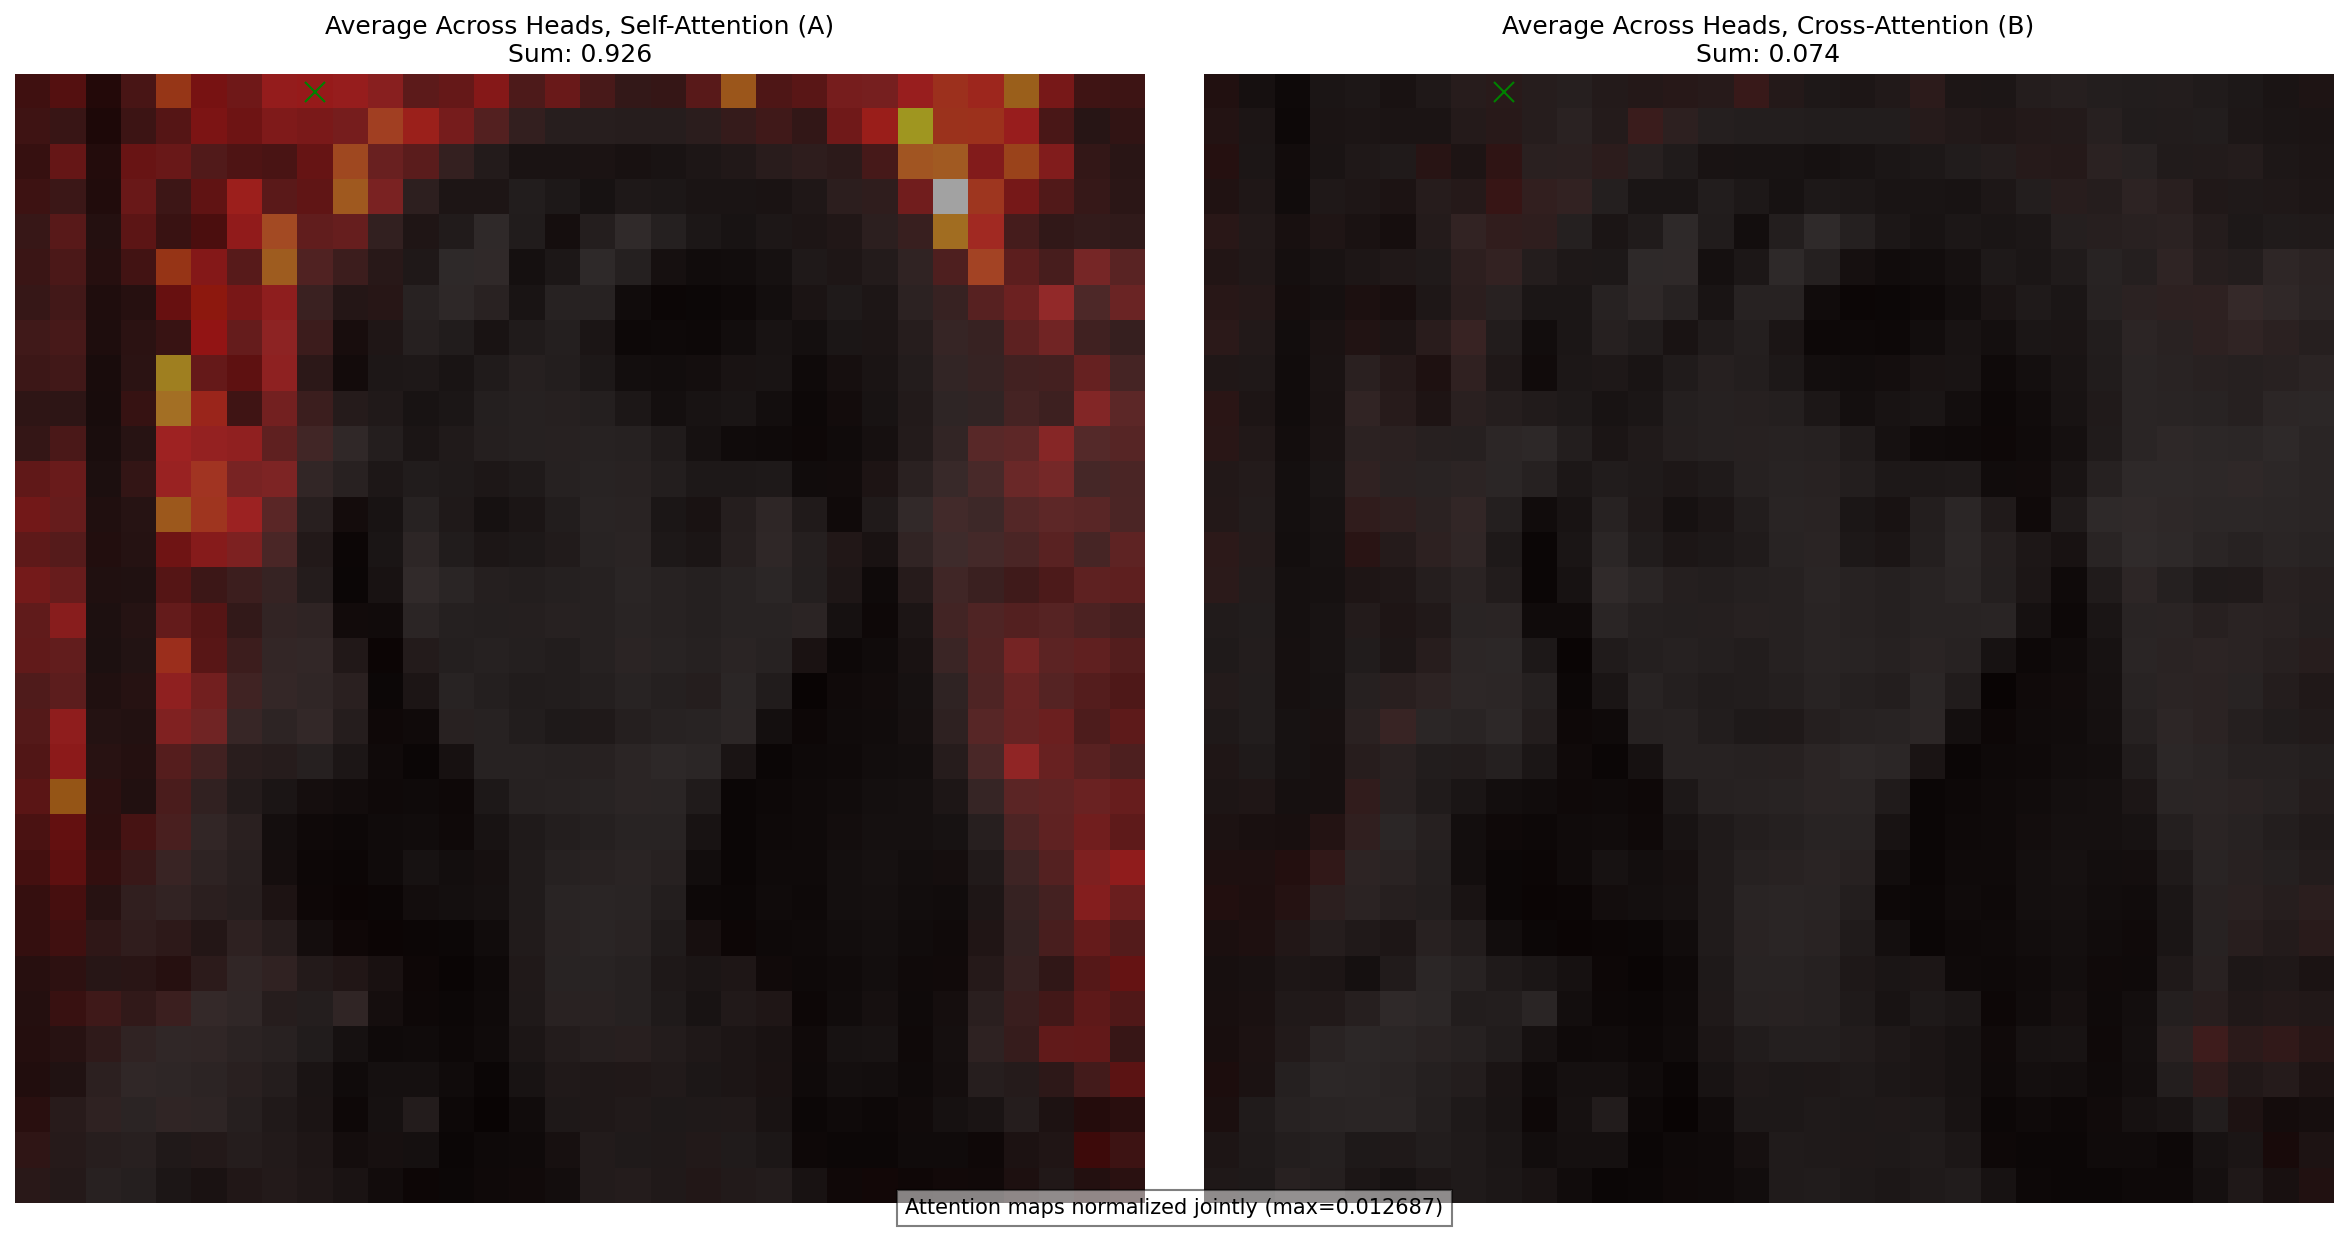 Average Across Heads, Self-Attention (A)
Sum: 0.926
Average Across Heads, Cross-Attention (B)
Sum: 0.074
Attention maps normalized jointly (max=0.012687)